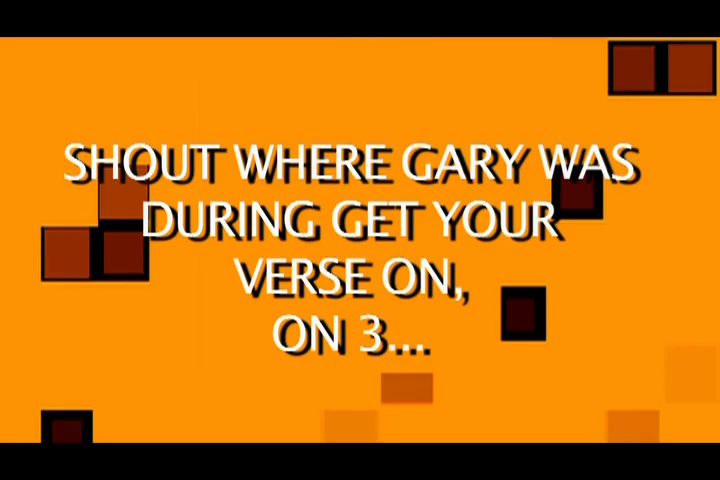 SHOUT WHERE GARY WAS
DURING GET YOUR
VERSE ON,
ON 3...